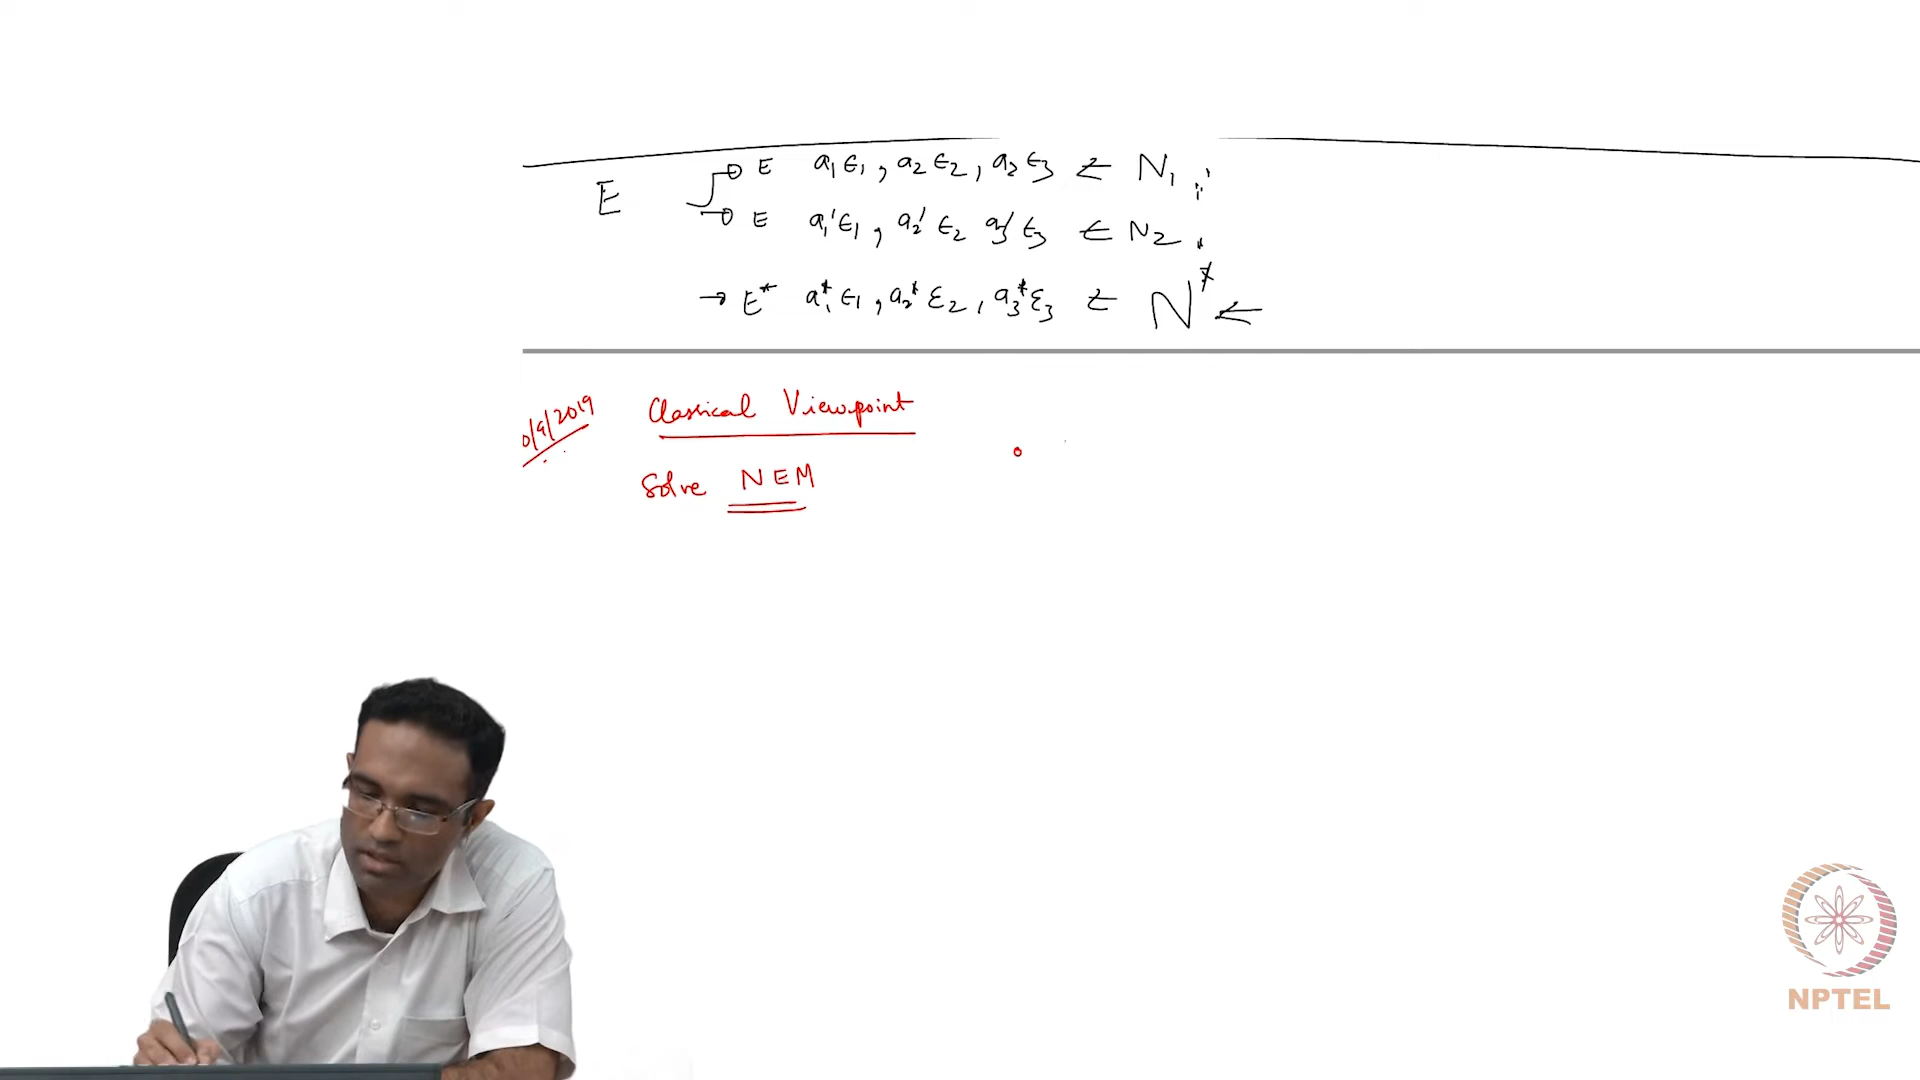 E → E a₁ε₁, a₂ε₂, a₂ε₃ ← N₁
→ E a₁'ε₁, a₂'ε₂ a₃'ε₃ ← N₂
→ E* a₁*ε₁, a₂*ε₂, a₃*ε₃ ← N* ←
0/9/2019 Classical Viewpoint
Solve NEM
NPTEL